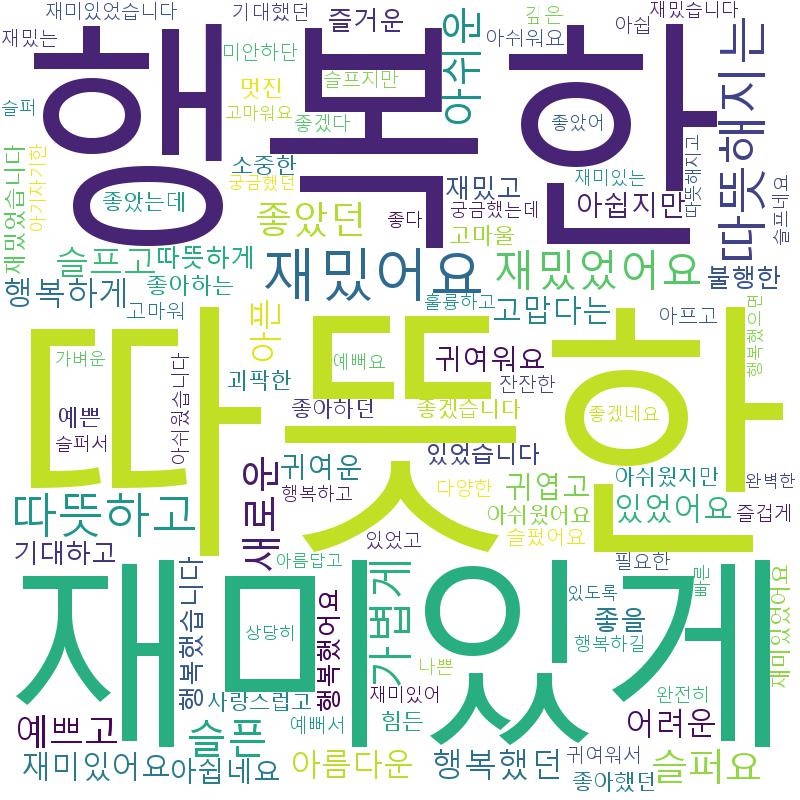 재미있었습니다
기대했던
즐거운
깊은
아쉽
재밌습니다
재밌는
미안하단
아쉬운
아쉬워요
행복한
멋진
슬프지만
슬퍼
고마워요
좋겠다
좋았어
따뜻해지는
재밌었습니다
아기자기한
소중한
궁금했던
재밌고
재미있는
따뜻해지고
슬프네요
좋았는데
좋았던
좋다
궁금했는데
아쉽지만
고마울
슬프고
따뜻하게
재밌어요
재밌었어요
불행한
행복하게
좋아하는
고마워
훌륭하고
고맙다는
아프고
행복했으면
아픈
따뜻한
가벼운
예뻐요
귀여워요
괴팍한
잔잔한
예쁜
아쉬웠습니다
좋아하던
좋겠습니다
좋겠네요
슬퍼서
있었습니다
새로운
귀여운
행복하고
다양한
귀엽고
아쉬웠지만
완벽한
따뜻하고
아쉬웠어요
있었어요
즐겁게
기대하고
있었고
슬펐어요
아름답고
필요한
빠른
재미있게
행복했습니다
상당히
행복했어요
가볍게
있도록
좋을
행복하길
재미있었어요
나쁜
사랑스럽고
재미있어
완전히
예쁘고
슬픈
예뻐서
힘든
어려운
재미있어요
아쉽네요
아름다운
행복했던
귀여워서
좋아했던
슬퍼요